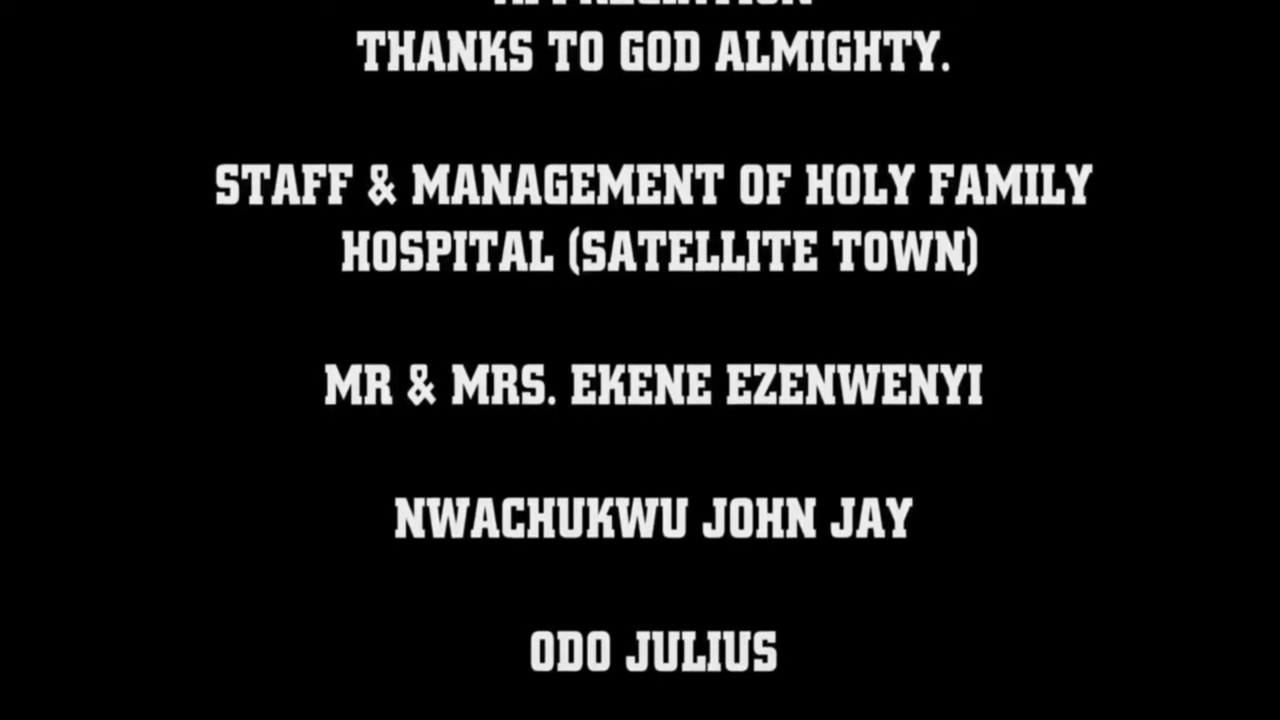 APPRECIATION
THANKS TO GOD ALMIGHTY.
STAFF & MANAGEMENT OF HOLY FAMILY
HOSPITAL (SATELLITE TOWN)
MR & MRS. EKENE EZENWENYI
NWACHUKWU JOHN JAY
ODO JULIUS